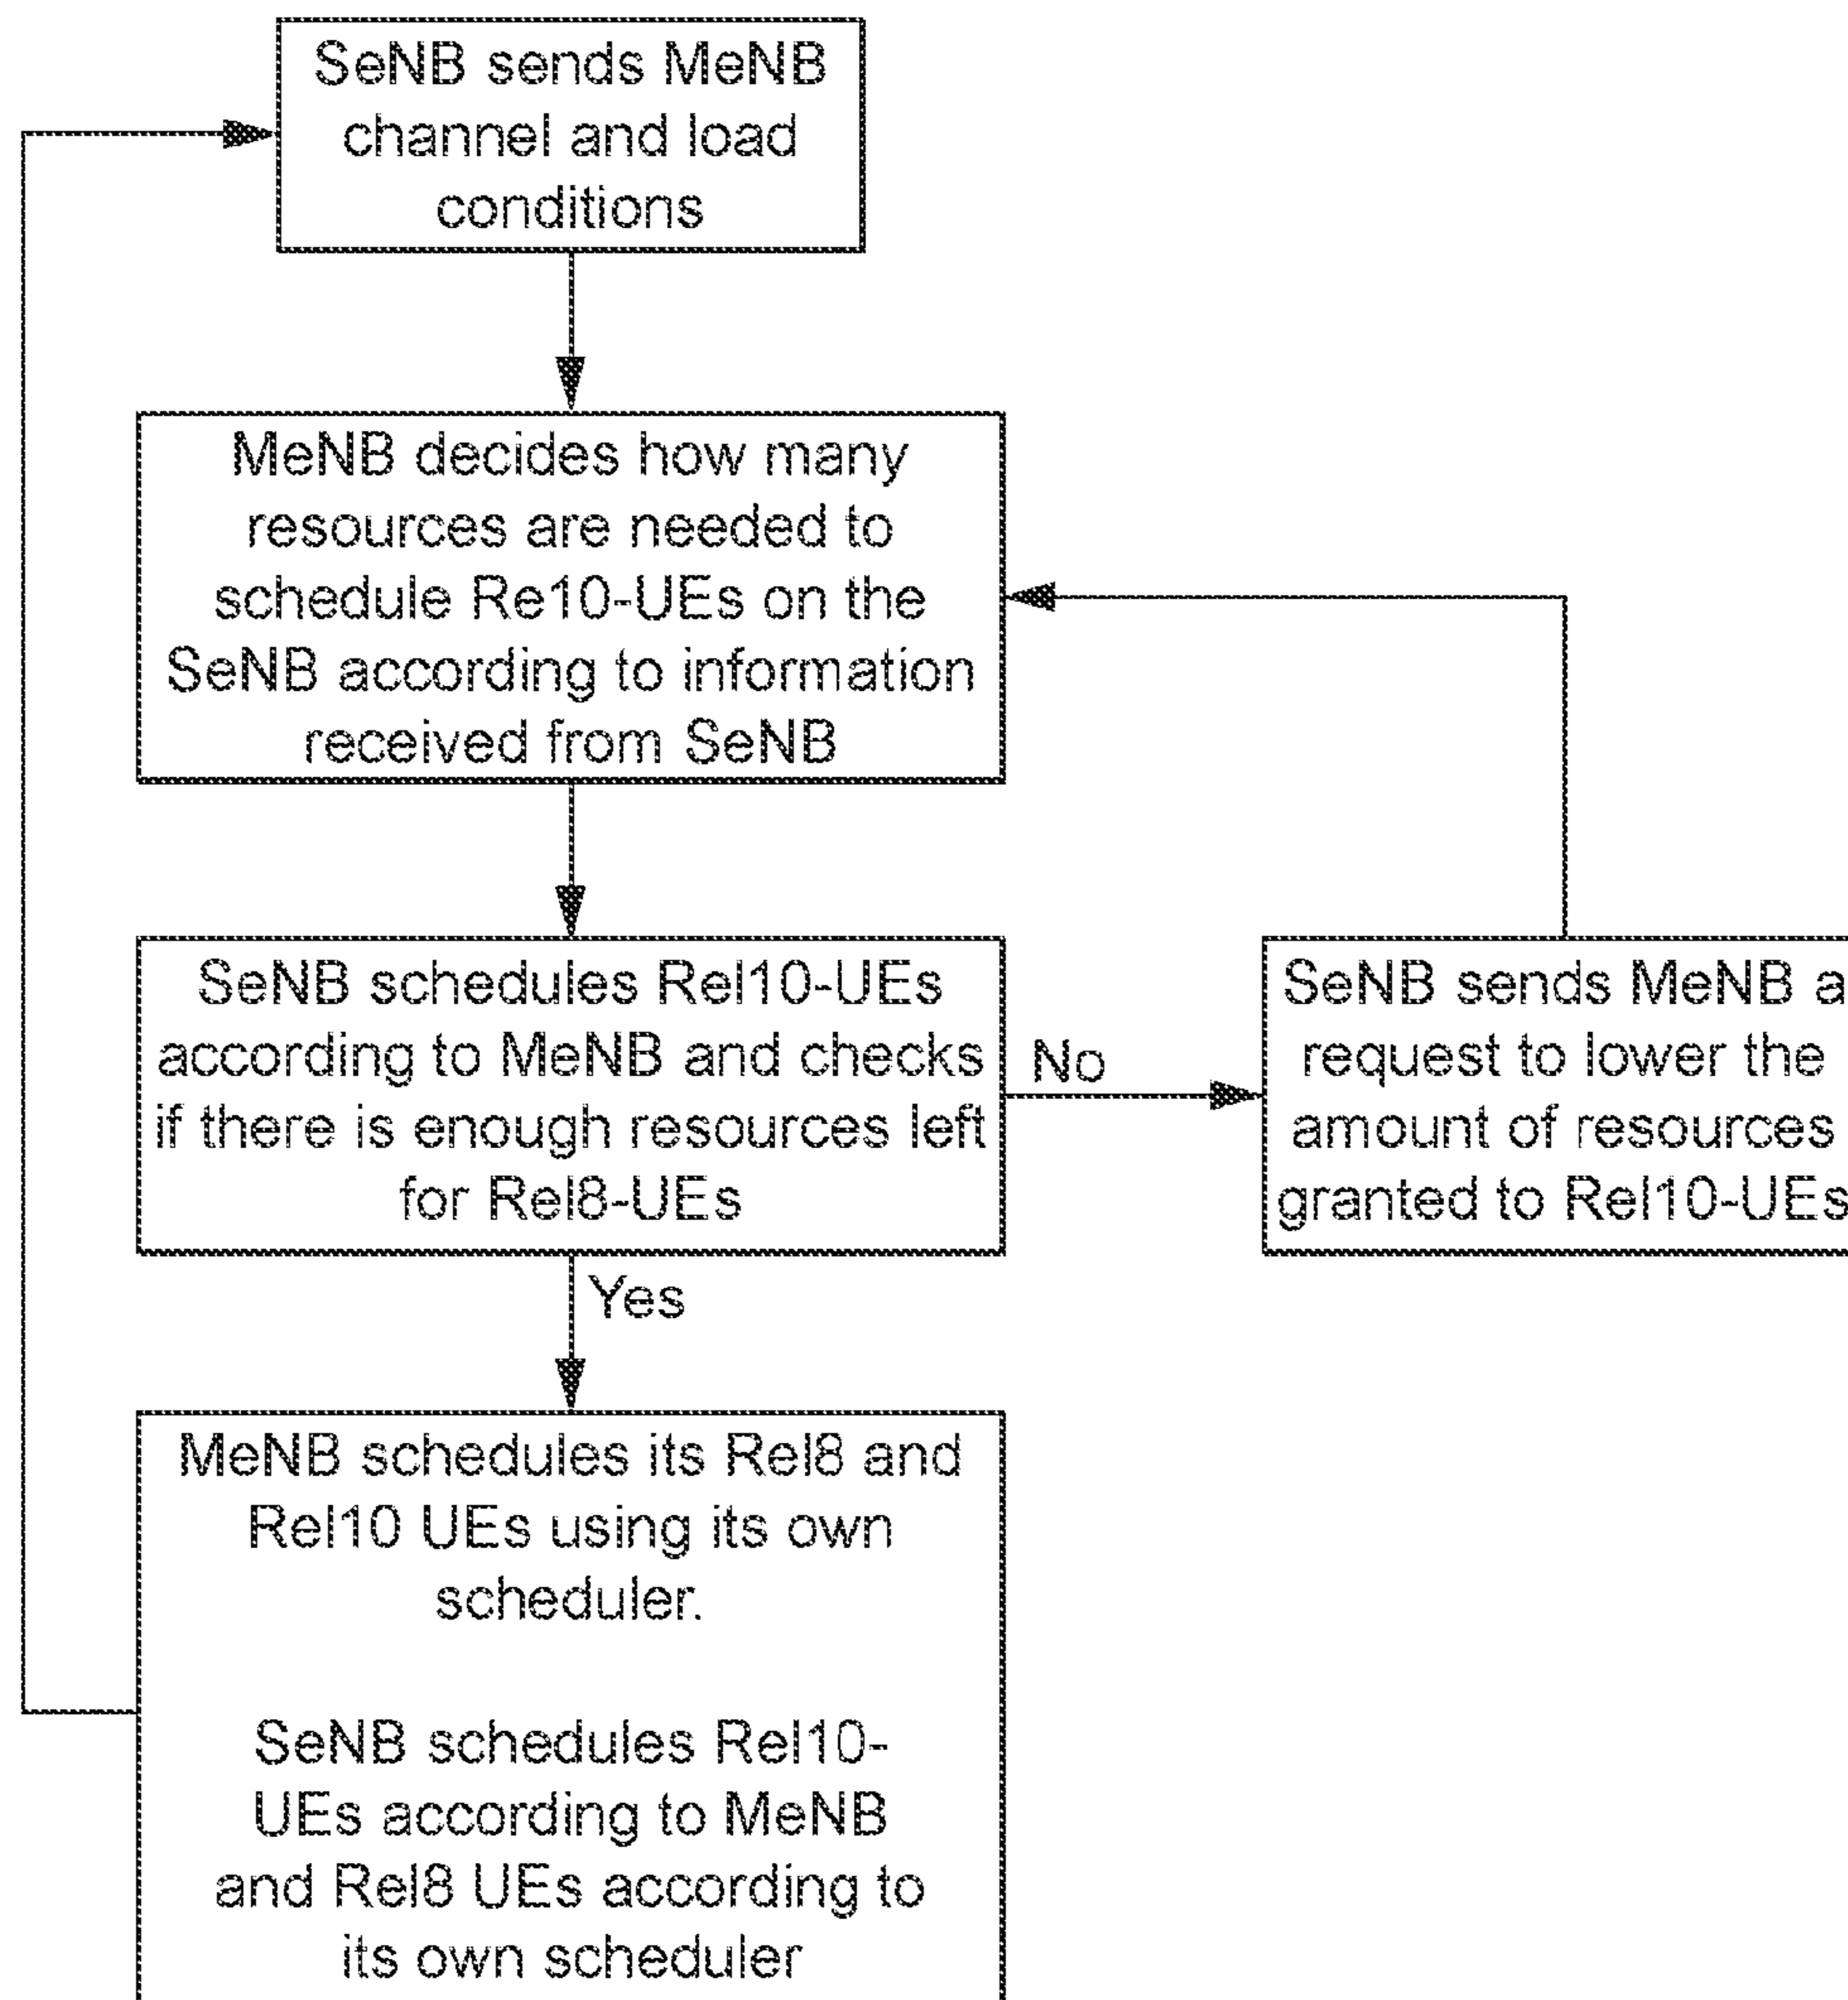 SeNB sends MeNB
channel and load
conditions
MeNB decides how many
resources are needed to
schedule Re10-UEs on the
SeNB according to information
received from SeNB
SeNB schedules Rel10-UEs
according to MeNB and checks
if there is enough resources left
for Rel8-UEs
No
SeNB sends MeNB a
request to lower the
amount of resources
granted to Rel10-UEs
Yes
MeNB schedules its Rel8 and
Rel10 UEs using its own
scheduler.
SeNB schedules Rel10-
UEs according to MeNB
and Rel8 UEs according to
its own scheduler